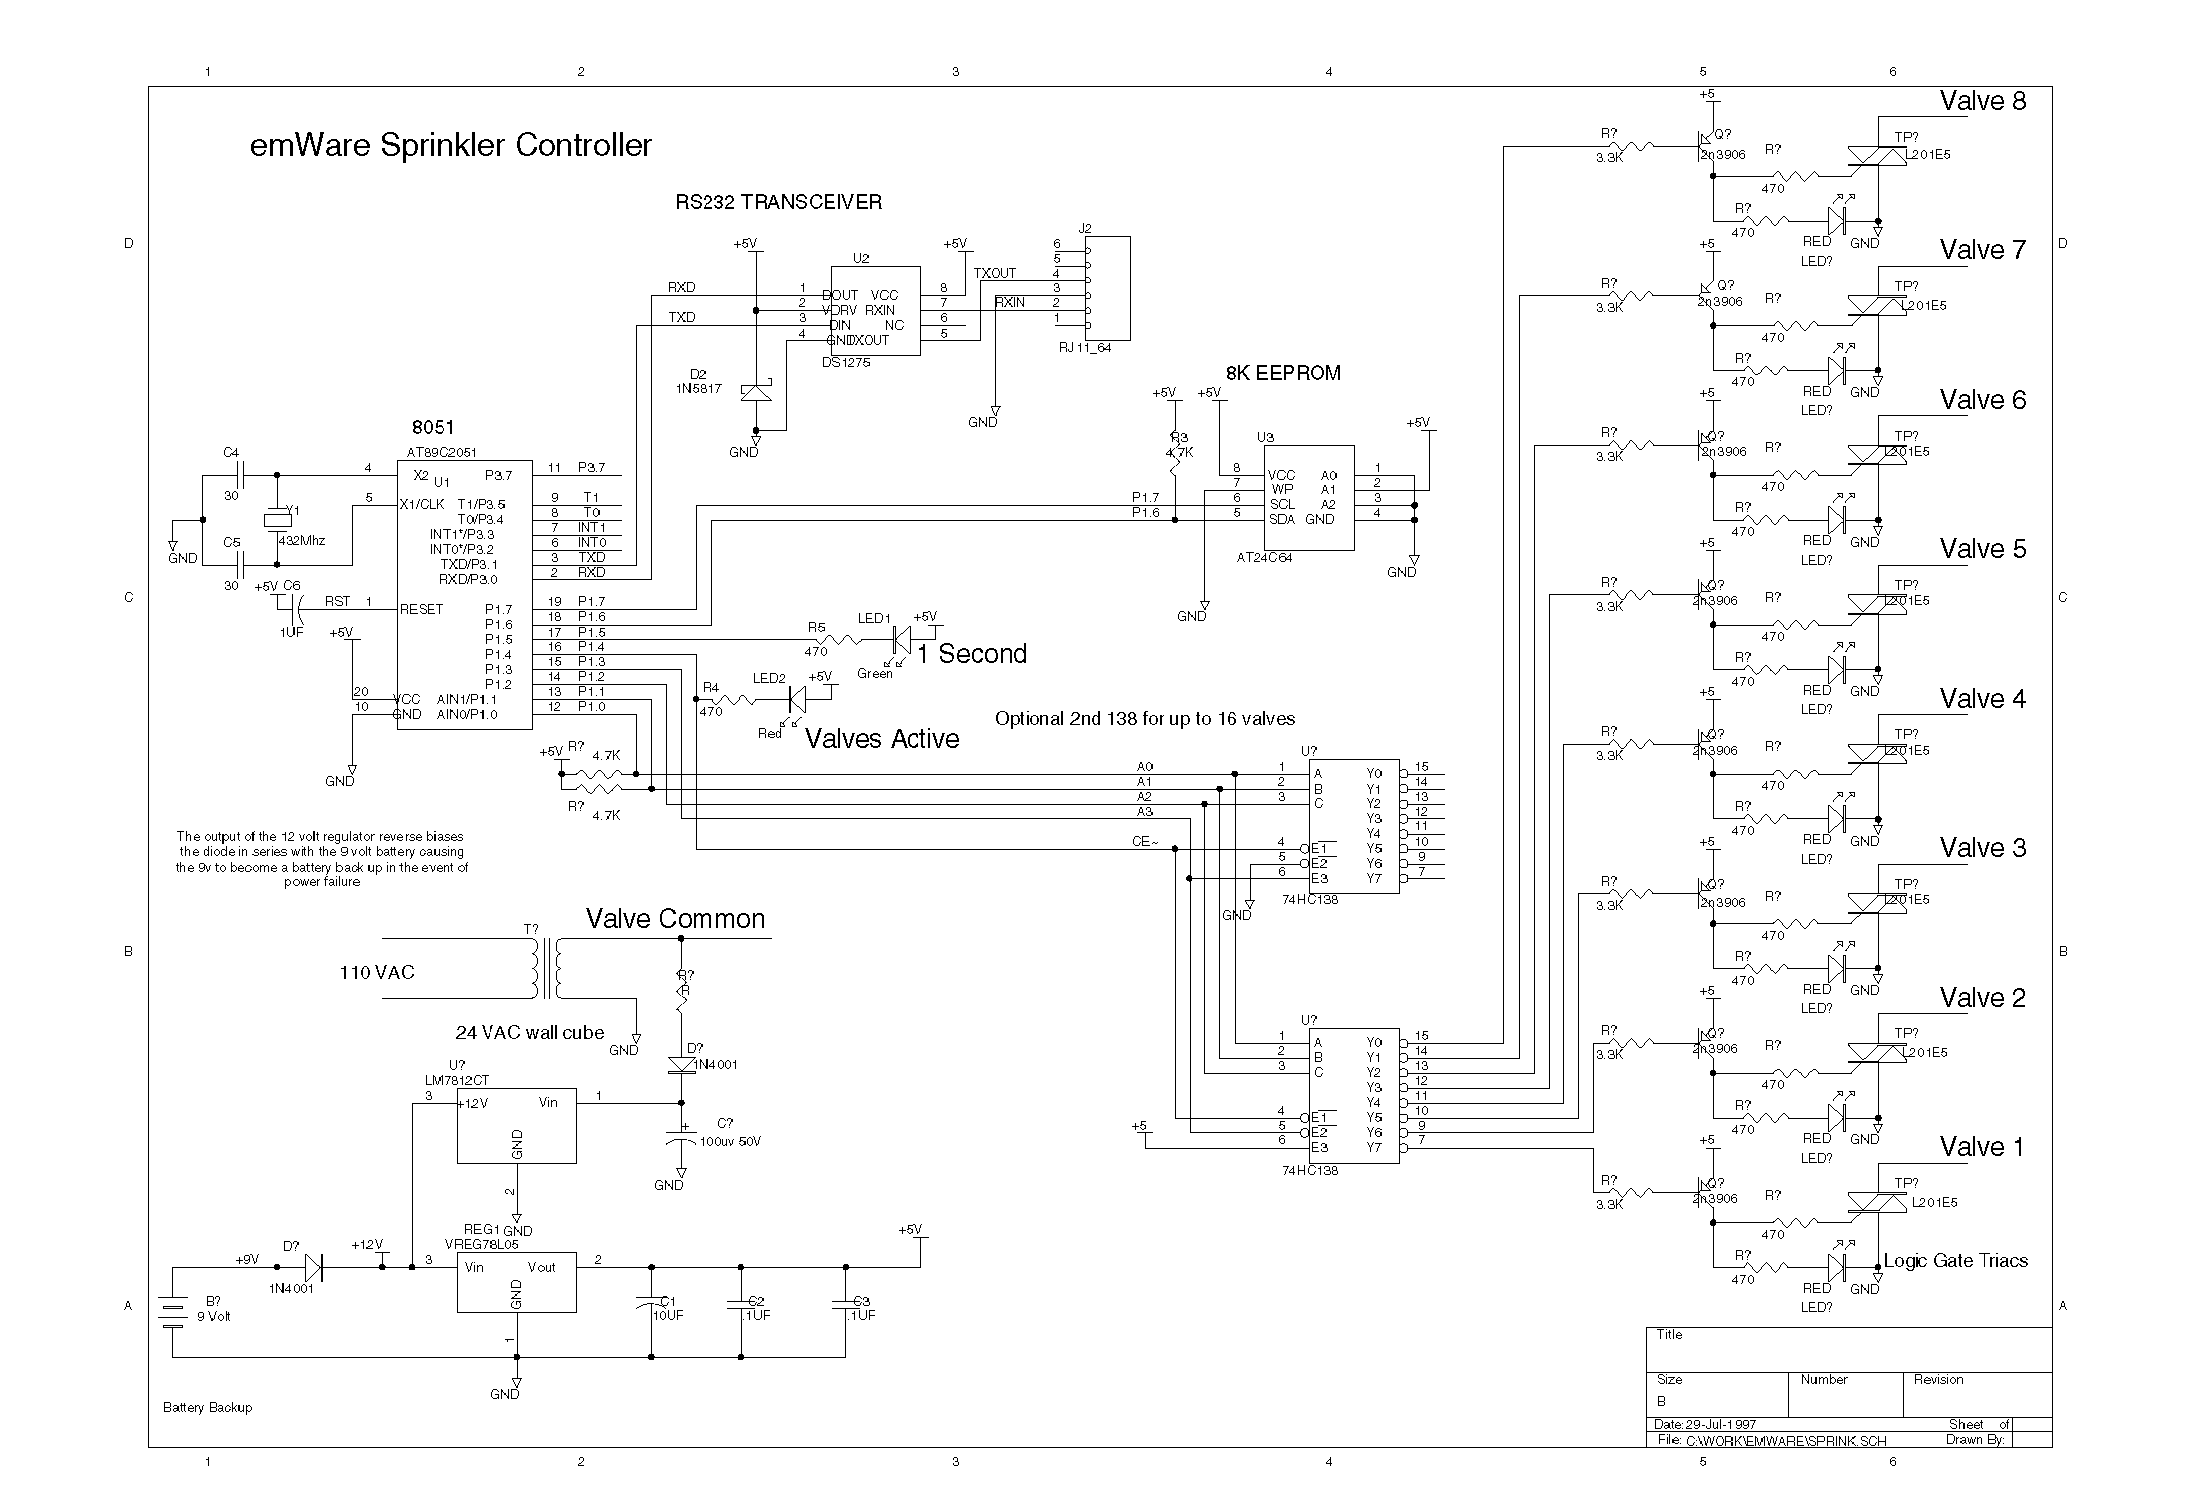 1 2 3 4 5 6
emWare Sprinkler Controller
RS232 TRANSCEIVER
+5V
+5V
U2
RXD
TXD
1 DOUT VCC 8
2 VDRV RXIN 7
3 DIN NC 6
4 GND TXOUT 5
DS1275
D2
1N5817
GND
TXOUT
RXIN
J2
6
5
4
3
2
1
RJ11_64
GND
8K EEPROM
+5V +5V
+5V
R3
4.7K
U3
8 VCC A0 1
7 WP A1 2
6 SCL A2 3
5 SDA GND 4
AT24C64
P1.7
P1.6
GND
GND
8051
AT89C2051
U1
C4
30
Y1
432Mhz
C5
30
GND
+5V C6
1UF
RST
+5V
GND
4 X2
5 X1/CLK
1 RESET
20 VCC
10 GND
P3.7 11 P3.7
T1/P3.5 9 T1
T0/P3.4 8 T0
INT1*/P3.3 7 INT1
INT0*/P3.2 6 INT0
TXD/P3.1 3 TXD
RXD/P3.0 2 RXD
P1.7 19 P1.7
P1.6 18 P1.6
P1.5 17 P1.5
P1.4 16 P1.4
P1.3 15 P1.3
P1.2 14 P1.2
AIN1/P1.1 13 P1.1
AIN0/P1.0 12 P1.0
R5
470
LED1
+5V
Green
1 Second
R4
470
LED2
+5V
Red
Valves Active
+5V
R?
4.7K
R?
4.7K
Optional 2nd 138 for up to 16 valves
A0
A1
A2
A3
CE~
U?
1 A Y0 15
2 B Y1 14
3 C Y2 13
Y3 12
Y4 11
4 E1 Y5 10
5 E2 Y6 9
6 E3 Y7 7
74HC138
GND
U?
1 A Y0 15
2 B Y1 14
3 C Y2 13
Y3 12
Y4 11
4 E1 Y5 10
5 E2 Y6 9
6 E3 Y7 7
74HC138
+5
The output of the 12 volt regulator reverse biases
the diode in series with the 9 volt battery causing
the 9v to become a battery back up in the event of
power failure
Valve Common
T?
110 VAC
24 VAC wall cube
GND
R?
R
D?
1N4001
C?
100uv 50V
GND
U?
LM7812CT
3 +12V Vin 1
GND
2
GND
REG1
VREG78L05
3 Vin Vout 2
GND
1
GND
+9V
D?
1N4001
+12V
+5V
B?
9 Volt
C1
10UF
C2
.1UF
C3
.1UF
Battery Backup
Valve 8
+5
R?
3.3K
Q?
2n3906
R?
470
TP?
L201E5
R?
470
RED
LED?
GND
Valve 7
+5
R?
3.3K
Q?
2n3906
R?
470
TP?
L201E5
R?
470
RED
LED?
GND
Valve 6
+5
R?
3.3K
Q?
2n3906
R?
470
TP?
L201E5
R?
470
RED
LED?
GND
Valve 5
+5
R?
3.3K
Q?
2n3906
R?
470
TP?
L201E5
R?
470
RED
LED?
GND
Valve 4
+5
R?
3.3K
Q?
2n3906
R?
470
TP?
L201E5
R?
470
RED
LED?
GND
Valve 3
+5
R?
3.3K
Q?
2n3906
R?
470
TP?
L201E5
R?
470
RED
LED?
GND
Valve 2
+5
R?
3.3K
Q?
2n3906
R?
470
TP?
L201E5
R?
470
RED
LED?
GND
Valve 1
+5
R?
3.3K
Q?
2n3906
R?
470
TP?
L201E5
R?
470
RED
LED?
GND
Logic Gate Triacs
D D
C C
B B
A A
Title
Size Number Revision
B
Date: 29-Jul-1997 Sheet of
File: C:\WORK\EMWARE\SPRINK.SCH Drawn By:
1 2 3 4 5 6